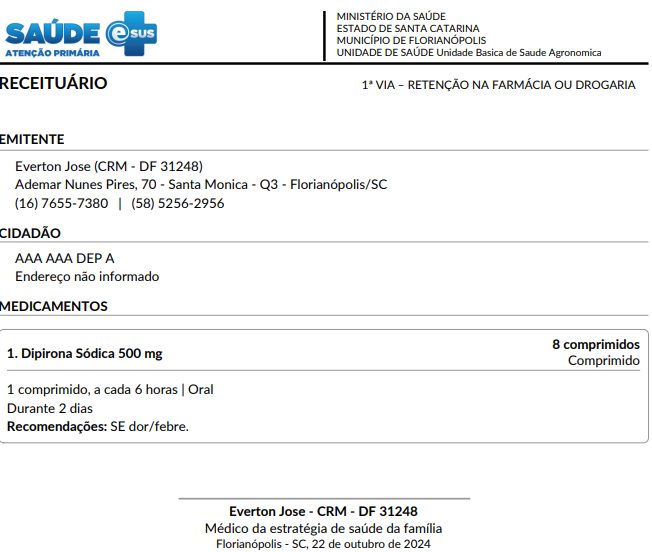 SAÚDE eSUS
ATENÇÃO PRIMÁRIA
MINISTÉRIO DA SAÚDE
ESTADO DE SANTA CATARINA
MUNICÍPIO DE FLORIANÓPOLIS
UNIDADE DE SAÚDE Unidade Basica de Saude Agronomica
RECEITUÁRIO
1ª VIA – RETENÇÃO NA FARMÁCIA OU DROGARIA
EMITENTE
Everton Jose (CRM - DF 31248)
Ademar Nunes Pires, 70 - Santa Monica - Q3 - Florianópolis/SC
(16) 7655-7380 | (58) 5256-2956
CIDADÃO
AAA AAA DEP A
Endereço não informado
MEDICAMENTOS
1. Dipirona Sódica 500 mg
8 comprimidos
Comprimido
1 comprimido, a cada 6 horas | Oral
Durante 2 dias
Recomendações: SE dor/febre.
Everton Jose - CRM - DF 31248
Médico da estratégia de saúde da família
Florianópolis - SC, 22 de outubro de 2024